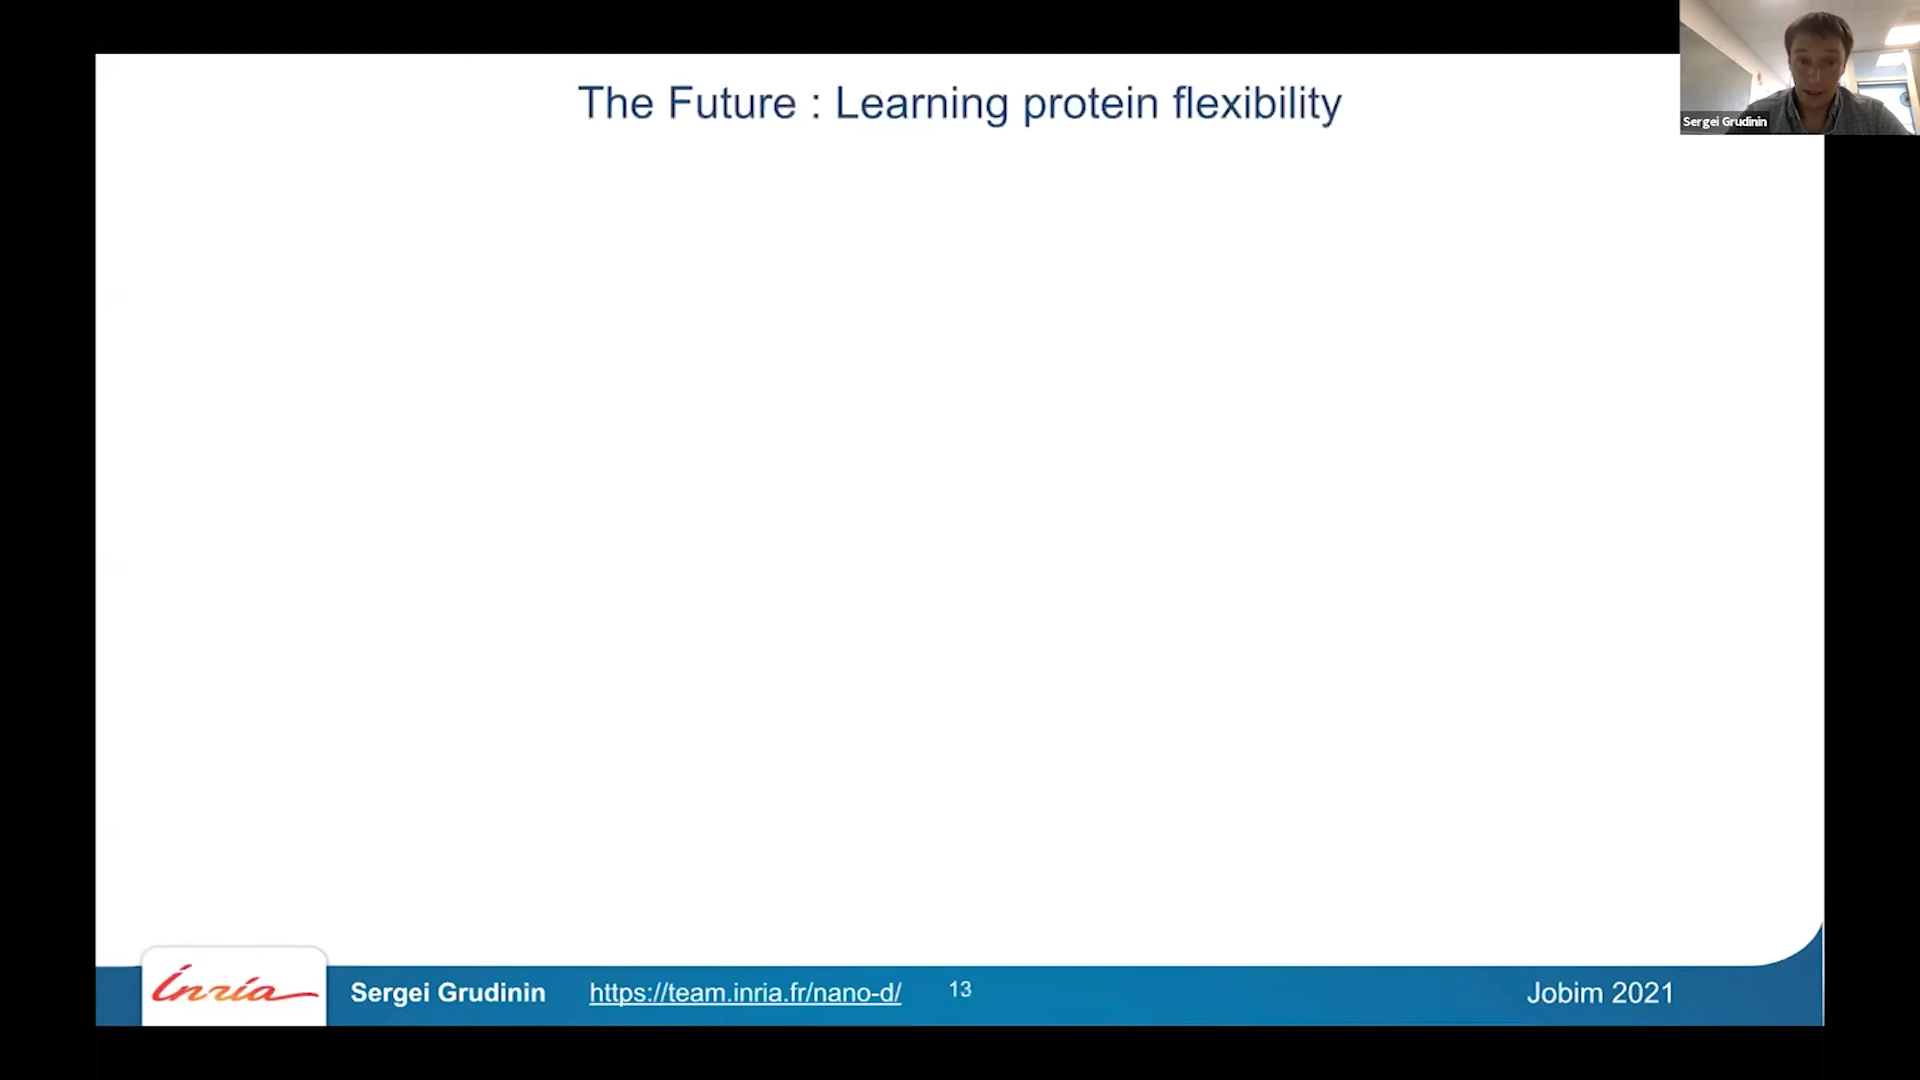 The Future : Learning protein flexibility
Sergei Grudinin
Inria
Sergei Grudinin
https://team.inria.fr/nano-d/
13
Jobim 2021